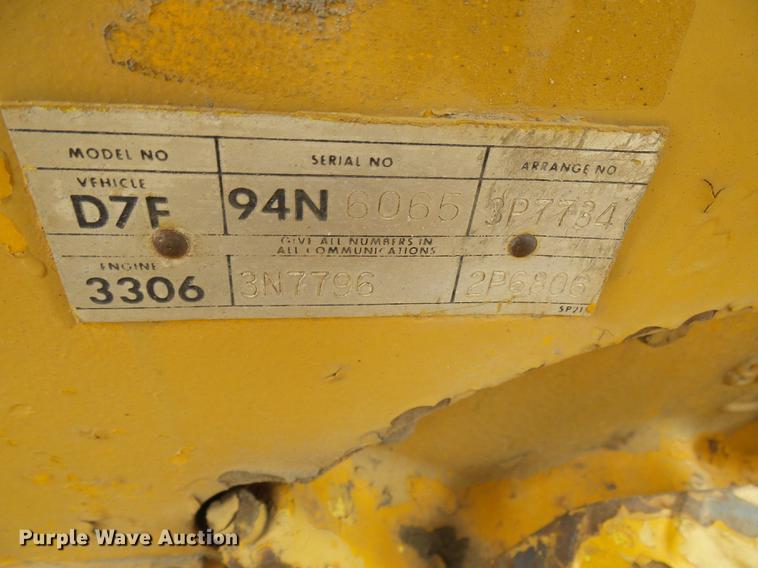 MODEL NO SERIAL NO ARRANGE NO
VEHICLE
D7F 94N 6065 3P7734
GIVE ALL NUMBERS IN
ALL COMMUNICATIONS
ENGINE
3306 3N7796 2P6806
Purple Wave Auction